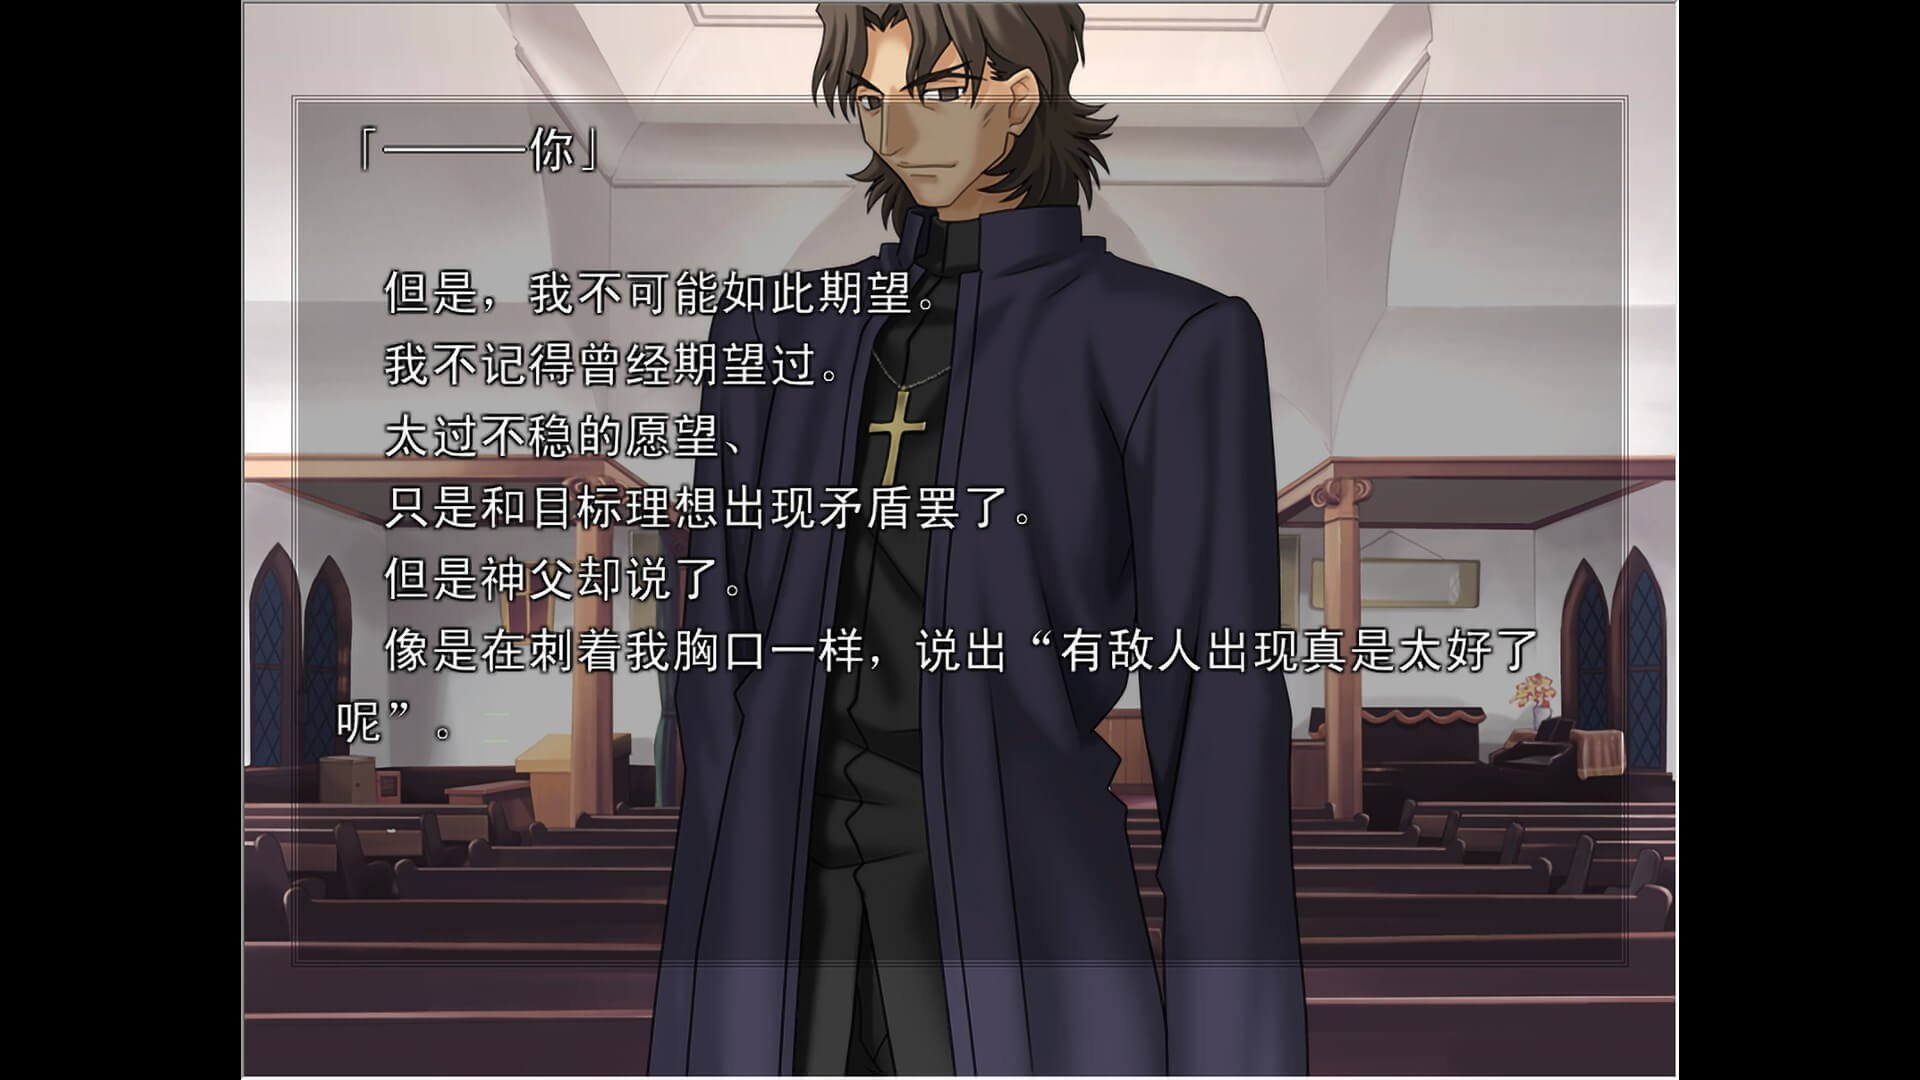 「———你」
但是，我不可能如此期望。
我不记得曾经期望过。
太过不稳的愿望、
只是和目标理想出现矛盾罢了。
但是神父却说了。
像是在刺着我胸口一样，说出“有敌人出现真是太好了
呢”。